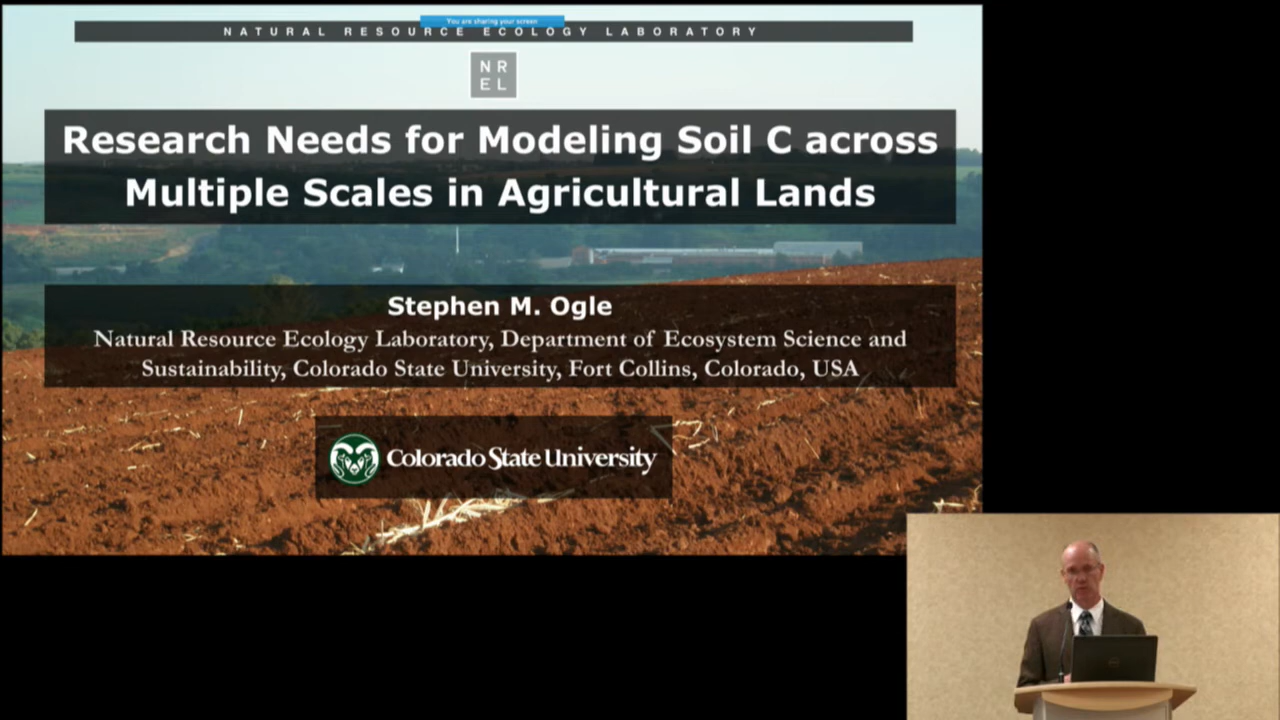 You are sharing your screen
NATURAL RESOURCE ECOLOGY LABORATORY
N R
E L
Research Needs for Modeling Soil C across
Multiple Scales in Agricultural Lands
Stephen M. Ogle
Natural Resource Ecology Laboratory, Department of Ecosystem Science and
Sustainability, Colorado State University, Fort Collins, Colorado, USA
Colorado State University